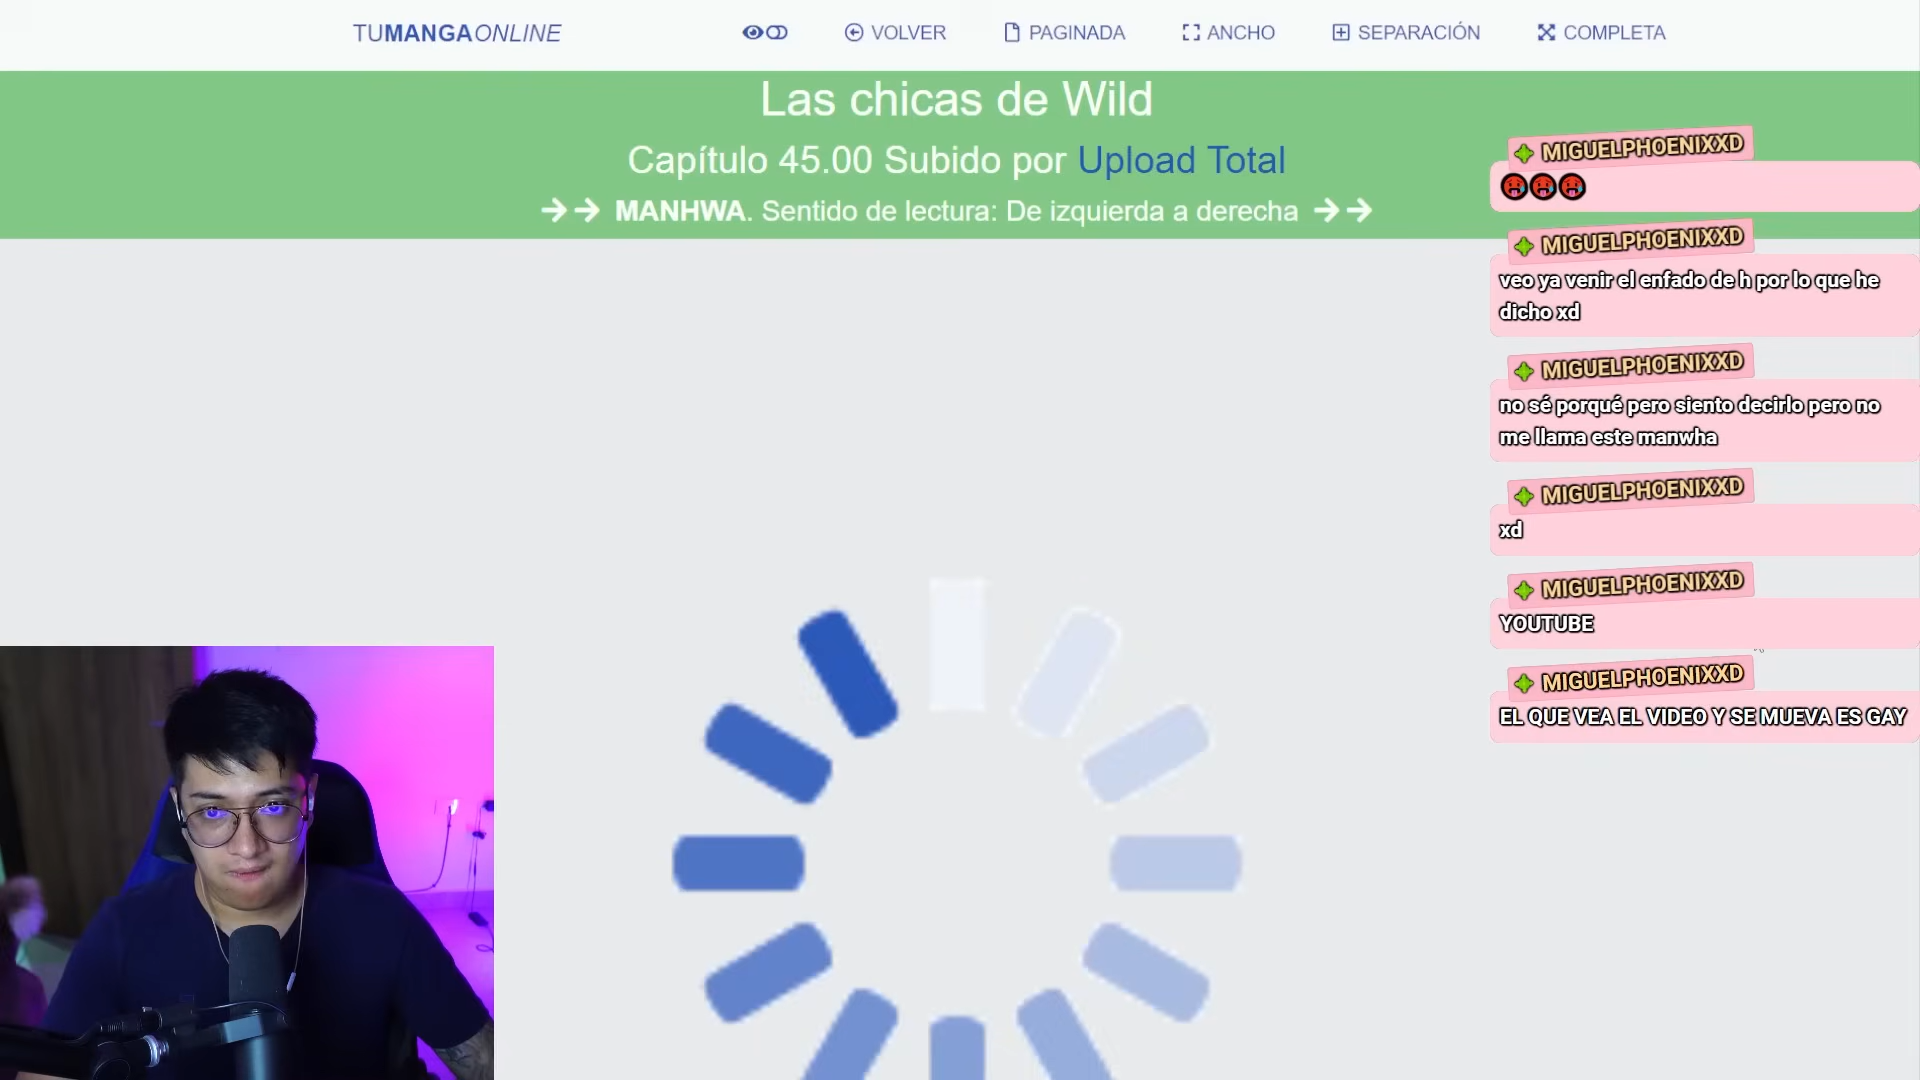 TUMANGAONLINE
VOLVER
PAGINADA
ANCHO
SEPARACIÓN
COMPLETA
Las chicas de Wild
Capítulo 45.00 Subido por Upload Total
MANHWA. Sentido de lectura: De izquierda a derecha
MIGUELPHOENIXXD
MIGUELPHOENIXXD
veo ya venir el enfado de h por lo que he
dicho xd
MIGUELPHOENIXXD
no sé porqué pero siento decirlo pero no
me llama este manwha
MIGUELPHOENIXXD
xd
MIGUELPHOENIXXD
YOUTUBE
MIGUELPHOENIXXD
EL QUE VEA EL VIDEO Y SE MUEVA ES GAY